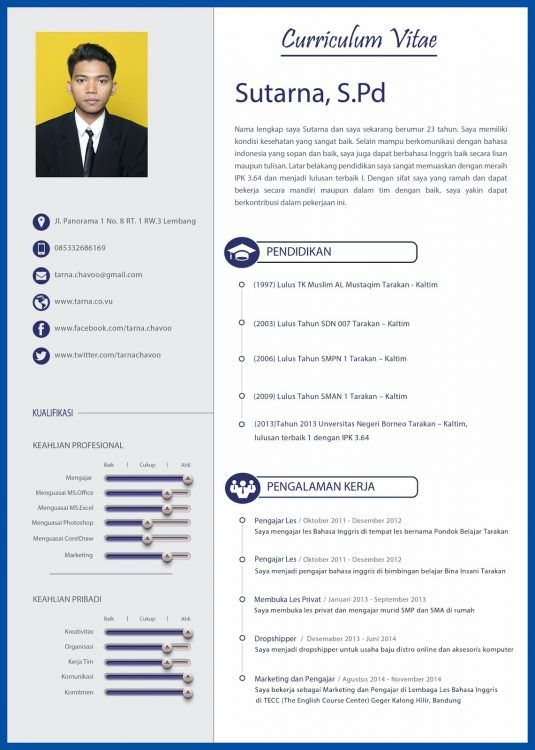 Curriculum Vitae
Sutarna, S.Pd
Nama lengkap saya Sutarna dan saya sekarang berumur 23 tahun. Saya memiliki
kondisi kesehatan yang sangat baik. Selain mampu berkomunikasi dengan bahasa
indonesia yang sopan dan baik, saya juga dapat berbahasa Inggris baik secara lisan
maupun tulisan. Latar belakang pendidikan saya sangat memuaskan dengan meraih
IPK 3.64 dan menjadi lulusan terbaik I. Dengan sifat saya yang ramah dan dapat
bekerja secara mandiri maupun dalam tim dengan baik, saya yakin dapat
berkontribusi dalam pekerjaan ini.
Jl. Panorama 1 No. 8 RT. 1 RW.3 Lembang
085332686169
tarna.chavoo@gmail.com
www.tarna.co.vu
www.facebook.com/tarna.chavoo
www.twitter.com/tarnachavoo
KUALIFIKASI
KEAHLIAN PROFESIONAL
Baik | Cukup | Ahli
Mengajar
Menguasai MS.Office
Menguasai MS.Excel
Menguasai Photoshop
Menguasai CorelDraw
Marketing
KEAHLIAN PRIBADI
Baik | Cukup | Ahli
Kreativitas
Organisasi
Kerja Tim
Komunikasi
Komitmen
PENDIDIKAN
(1997) Lulus TK Muslim AL Mustaqim Tarakan - Kaltim
(2003) Lulus Tahun SDN 007 Tarakan – Kaltim
(2006) Lulus Tahun SMPN 1 Tarakan – Kaltim
(2009) Lulus Tahun SMAN 1 Tarakan – Kaltim
(2013)Tahun 2013 Unversitas Negeri Borneo Tarakan – Kaltim,
lulusan terbaik 1 dengan IPK 3.64
PENGALAMAN KERJA
Pengajar Les / Oktober 2011 - Desember 2012
Saya mengajar les Bahasa Inggris di tempat les bernama Pondok Belajar Tarakan
Pengajar Les / Oktober 2011 - Desember 2012
Saya menjadi pengajar bahasa inggris di bimbingan belajar Bina Insani Tarakan
Membuka Les Privat / Januari 2013 - September 2013
Saya membuka les privat dan mengajar murid SMP dan SMA di rumah
Dropshipper / Desember 2013 - Juni 2014
Saya menjadi dropshipper untuk usaha baju distro online dan aksesoris komputer
Marketing dan Pengajar / Agustus 2014 - November 2014
Saya bekerja sebagai Marketing dan Pengajar di Lembaga Les Bahasa Inggris
di TECC (The English Course Center) Geger Kalong Hilir, Bandung